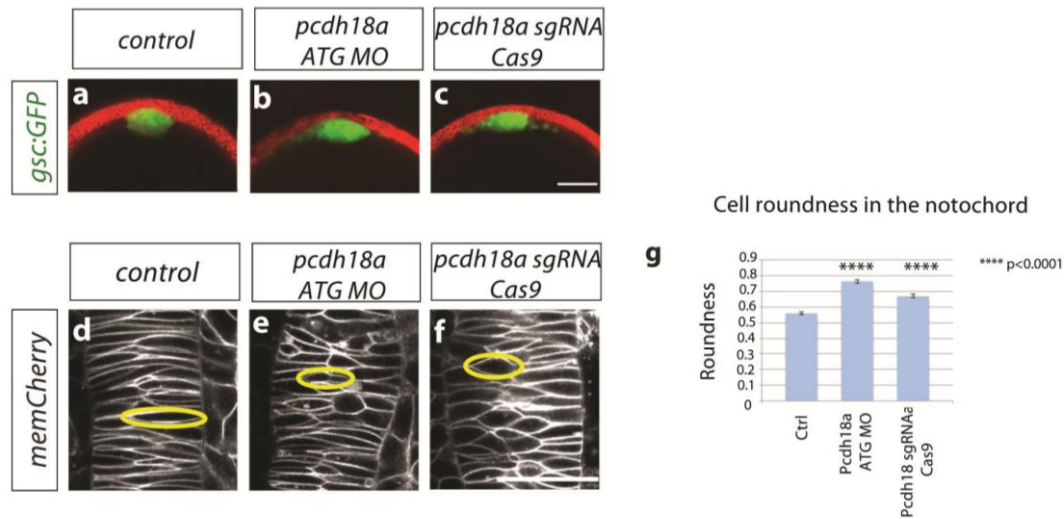 control
pcdh18a
ATG MO
pcdh18a sgRNA
Cas9
gsc:GFP
a
b
c
control
pcdh18a
ATG MO
pcdh18a sgRNA
Cas9
memCherry
d
e
f
Cell roundness in the notochord
g
**** p<0.0001
Roundness
0.9
0.8
0.7
0.6
0.5
0.4
0.3
0.2
0.1
0
****
****
Ctrl
Pcdh18a
ATG MO
Pcdh18 sgRNAa
Cas9